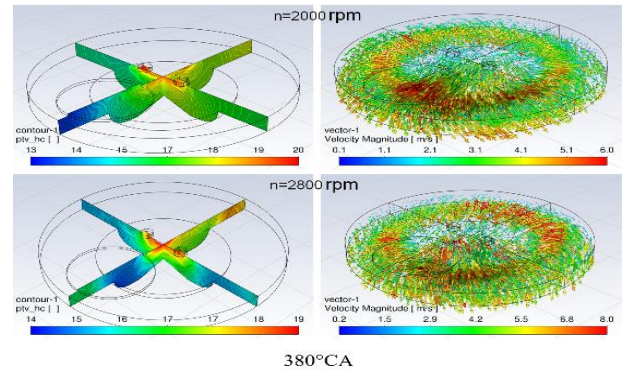 n=2000 rpm
contour-1
ptv_hc [ ]
13 14 16 17 17 19 20
vector-1
Velocity Magnitude [ m/s ]
0.1 1.1 2.1 3.1 4.1 5.1 6.0
n=2800 rpm
contour-1
ptv_hc [ ]
14 15 16 17 17 18 19
vector-1
Velocity Magnitude [ m/s ]
0.2 1.5 2.9 4.2 5.5 6.8 8.0
380°CA